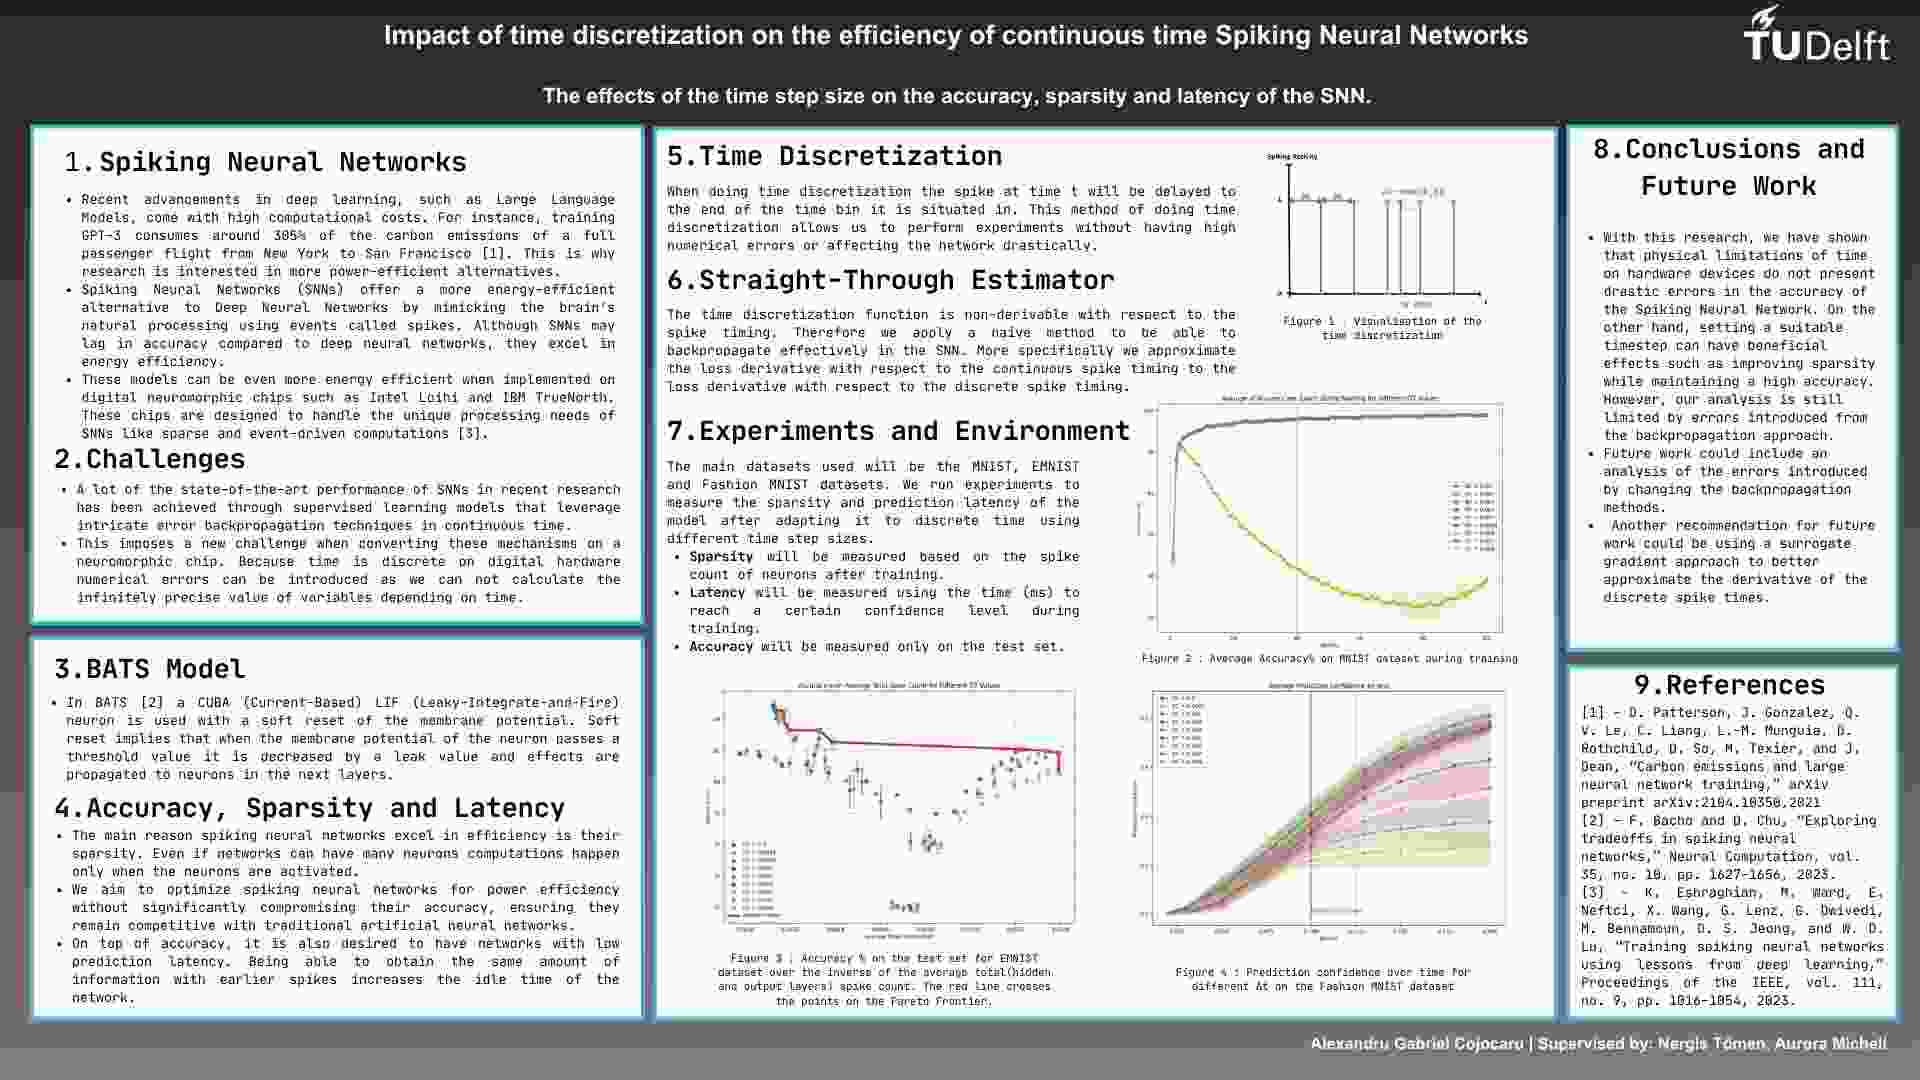 Impact of time discretization on the efficiency of continuous time Spiking Neural Networks
TUDelft
The effects of the time step size on the accuracy, sparsity and latency of the SNN.
1. Spiking Neural Networks
• Recent advancements in deep learning, such as Large Language
Models, come with high computational costs. For instance, training
GPT-3 consumes around 305% of the carbon emissions of a full
passenger flight from New York to San Francisco [1]. This is why
research is interested in more power-efficient alternatives.
• Spiking Neural Networks (SNNs) offer a more energy-efficient
alternative to Deep Neural Networks by mimicking the brain's
natural processing using events called spikes. Although SNNs may
lag in accuracy compared to deep neural networks, they excel in
energy efficiency.
• These models can be even more energy efficient when implemented on
digital neuromorphic chips such as Intel Loihi and IBM TrueNorth.
These chips are designed to handle the unique processing needs of
SNNs like sparse and event-driven computations [3].
2.Challenges
• A lot of the state-of-the-art performance of SNNs in recent research
has been achieved through supervised learning models that leverage
intricate error backpropagation techniques in continuous time.
• This imposes a new challenge when converting these mechanisms on a
neuromorphic chip. Because time is discrete on digital hardware
numerical errors can be introduced as we can not calculate the
infinitely precise value of variables depending on time.
3.BATS Model
• In BATS [2] a CUBA (Current-Based) LIF (Leaky-Integrate-and-Fire)
neuron is used with a soft reset of the membrane potential. Soft
reset implies that when the membrane potential of the neuron passes a
threshold value it is decreased by a leak value and effects are
propagated to neurons in the next layers.
4.Accuracy, Sparsity and Latency
• The main reason spiking neural networks excel in efficiency is their
sparsity. Even if networks can have many neurons computations happen
only when the neurons are activated.
• We aim to optimize spiking neural networks for power efficiency
without significantly compromising their accuracy, ensuring they
remain competitive with traditional artificial neural networks.
• On top of accuracy, it is also desired to have networks with low
prediction latency. Being able to obtain the same amount of
information with earlier spikes increases the idle time of the
network.
5.Time Discretization
When doing time discretization the spike at time t will be delayed to
the end of the time bin it is situated in. This method of doing time
discretization allows us to perform experiments without having high
numerical errors or affecting the network drastically.
Figure 1 : Visualisation of the
time discretization
6.Straight-Through Estimator
The time discretization function is non-derivable with respect to the
spike timing. Therefore we apply a naive method to be able to
backpropagate effectively in the SNN. More specifically we approximate
the loss derivative with respect to the continuous spike timing to the
loss derivative with respect to the discrete spike timing.
7.Experiments and Environment
The main datasets used will be the MNIST, EMNIST
and Fashion MNIST datasets. We run experiments to
measure the sparsity and prediction latency of the
model after adapting it to discrete time using
different time step sizes.
• Sparsity will be measured based on the spike
count of neurons after training.
• Latency will be measured using the time (ms) to
reach a certain confidence level during
training.
• Accuracy will be measured only on the test set.
Figure 2 : Average Accuracy% on MNIST dataset during training
Figure 3 : Accuracy % on the test set for EMNIST
dataset over the inverse of the average total(hidden
and output layers) spike count. The red line crosses
the points on the Pareto Frontier.
Figure 4 : Prediction confidence over time for
different Δt on the Fashion MNIST dataset
8.Conclusions and
Future Work
• With this research, we have shown
that physical limitations of time
on hardware devices do not present
drastic errors in the accuracy of
the Spiking Neural Network. On the
other hand, setting a suitable
timestep can have beneficial
effects such as improving sparsity
while maintaining a high accuracy.
However, our analysis is still
limited by errors introduced from
the backpropagation approach.
• Future work could include an
analysis of the errors introduced
by changing the backpropagation
methods.
• Another recommendation for future
work could be using a surrogate
gradient approach to better
approximate the derivative of the
discrete spike times.
9.References
[1] - D. Patterson, J. Gonzalez, Q.
V. Le, C. Liang, L.-M. Munguia, D.
Rothchild, D. So, M. Texier, and J.
Dean, "Carbon emissions and large
neural network training," arXiv
preprint arXiv:2104.10350,2021
[2] - F. Bacho and D. Chu, "Exploring
tradeoffs in spiking neural
networks," Neural Computation, vol.
35, no. 10, pp. 1627-1656, 2023.
[3] - K. Eshraghian, M. Ward, E.
Neftci, X. Wang, G. Lenz, G. Dwivedi,
M. Bennamoun, D. S. Jeong, and W. D.
Lu, "Training spiking neural networks
using lessons from deep learning,"
Proceedings of the IEEE, vol. 111,
no. 9, pp. 1016-1054, 2023.
Alexandru Gabriel Cojocaru | Supervised by: Nergis Tömen, Aurora Micheli